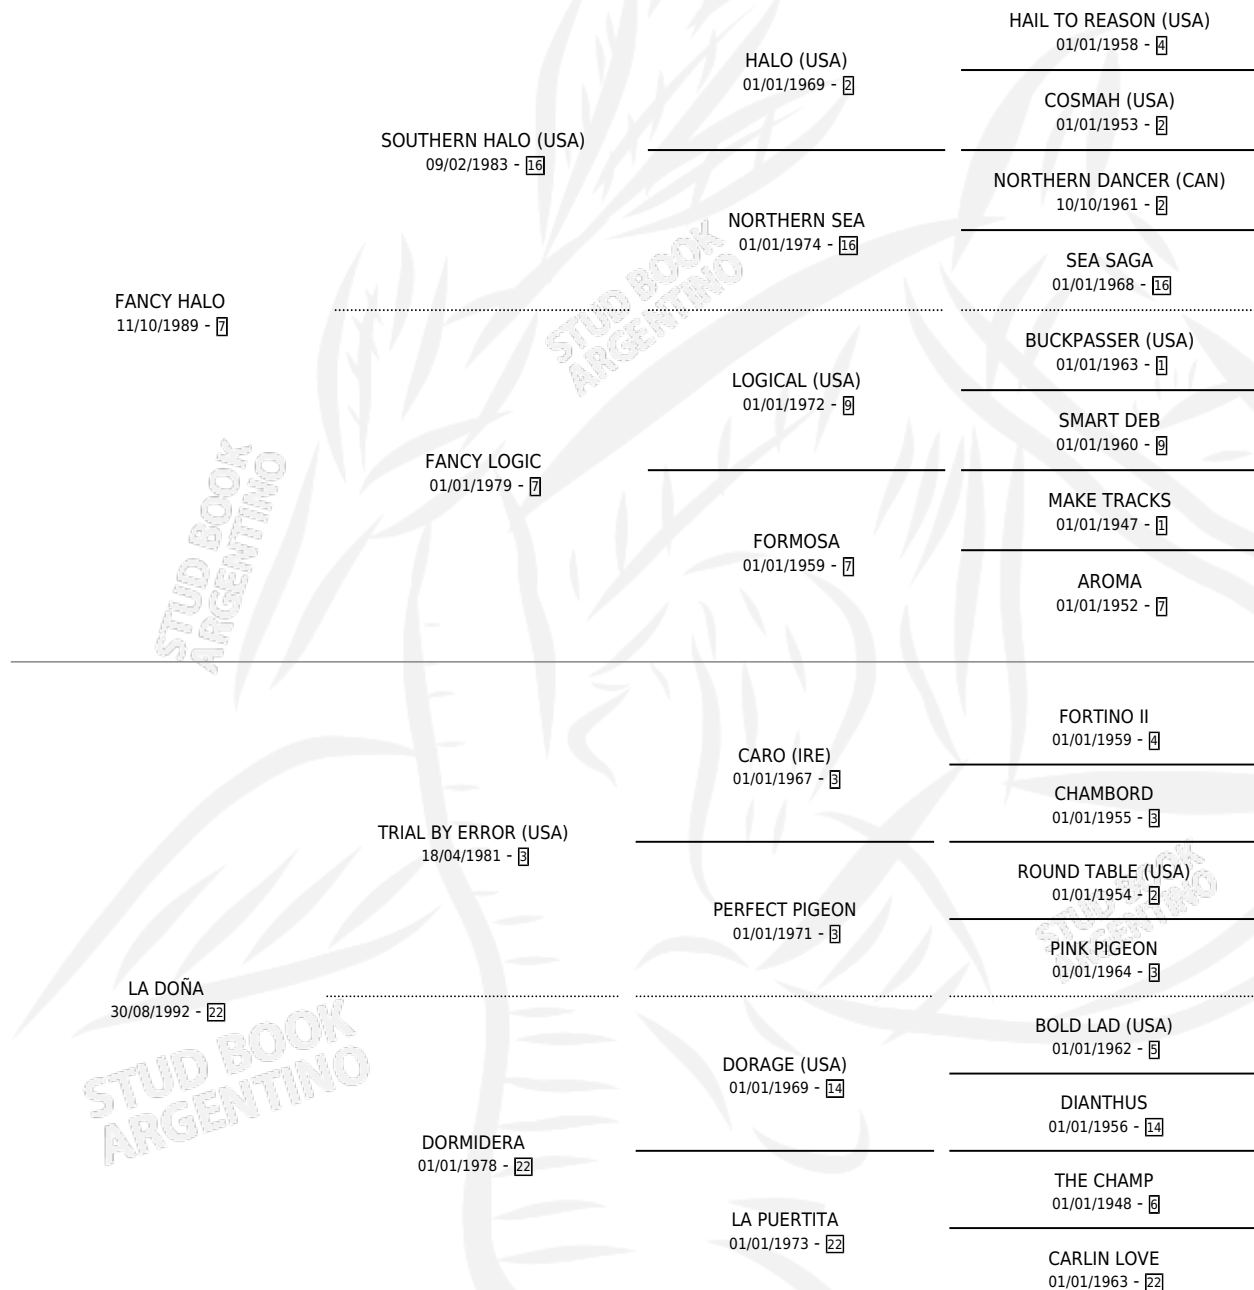 HAIL TO REASON (USA)
01/01/1958 - 4
HALO (USA)
01/01/1969 - 2
COSMAH (USA)
01/01/1953 - 2
SOUTHERN HALO (USA)
09/02/1983 - 16
NORTHERN DANCER (CAN)
10/10/1961 - 2
NORTHERN SEA
01/01/1974 - 16
SEA SAGA
01/01/1968 - 16
FANCY HALO
11/10/1989 - 7
BUCKPASSER (USA)
01/01/1963 - 1
LOGICAL (USA)
01/01/1972 - 9
SMART DEB
01/01/1960 - 9
FANCY LOGIC
01/01/1979 - 7
MAKE TRACKS
01/01/1947 - 1
FORMOSA
01/01/1959 - 7
AROMA
01/01/1952 - 7
STUD BOOK
ARGENTINO
STUD BOOK
ARGENTINO
FORTINO II
01/01/1959 - 4
CARO (IRE)
01/01/1967 - 3
CHAMBORD
01/01/1955 - 3
TRIAL BY ERROR (USA)
18/04/1981 - 3
ROUND TABLE (USA)
01/01/1954 - 2
PERFECT PIGEON
01/01/1971 - 3
PINK PIGEON
01/01/1964 - 3
LA DOÑA
30/08/1992 - 22
BOLD LAD (USA)
01/01/1962 - 5
DORAGE (USA)
01/01/1969 - 14
DIANTHUS
01/01/1956 - 14
DORMIDERA
01/01/1978 - 22
THE CHAMP
01/01/1948 - 6
LA PUERTITA
01/01/1973 - 22
CARLIN LOVE
01/01/1963 - 22
STUD BOOK
ARGENTINO
STUD BOOK
ARGENTINO